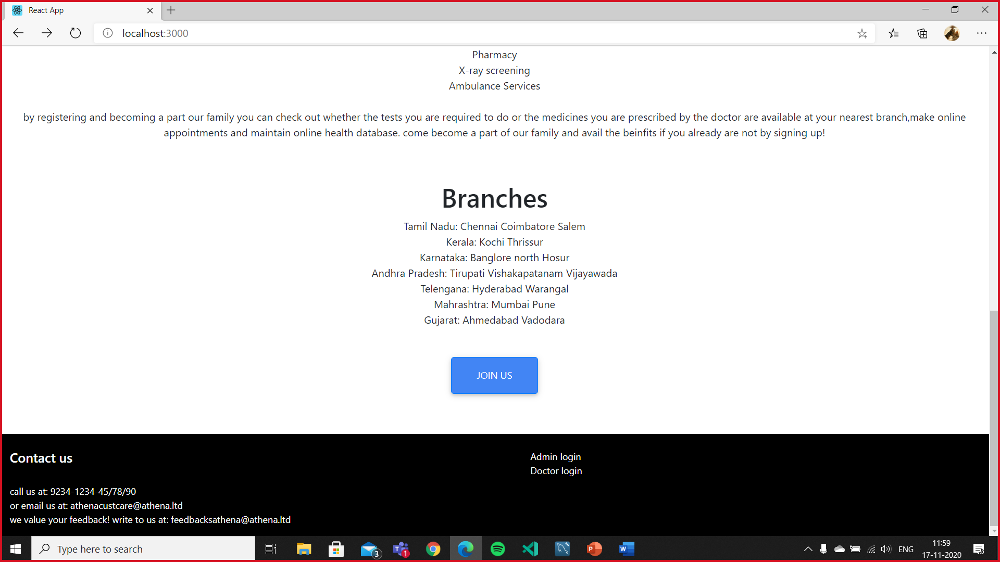 React App
localhost:3000
Pharmacy
X-ray screening
Ambulance Services
by registering and becoming a part our family you can check out whether the tests you are required to do or the medicines you are prescribed by the doctor are available at your nearest branch,make online
appointments and maintain online health database. come become a part of our family and avail the beinfits if you already are not by signing up!
Branches
Tamil Nadu: Chennai Coimbatore Salem
Kerala: Kochi Thrissur
Karnataka: Banglore north Hosur
Andhra Pradesh: Tirupati Vishakapatanam Vijayawada
Telengana: Hyderabad Warangal
Mahrashtra: Mumbai Pune
Gujarat: Ahmedabad Vadodara
JOIN US
Contact us
call us at: 9234-1234-45/78/90
or email us at: athenacustcare@athena.ltd
we value your feedback! write to us at: feedbacksathena@athena.ltd
Admin login
Doctor login
Type here to search
3
T
1
P
W
ENG
11:59
17-11-2020